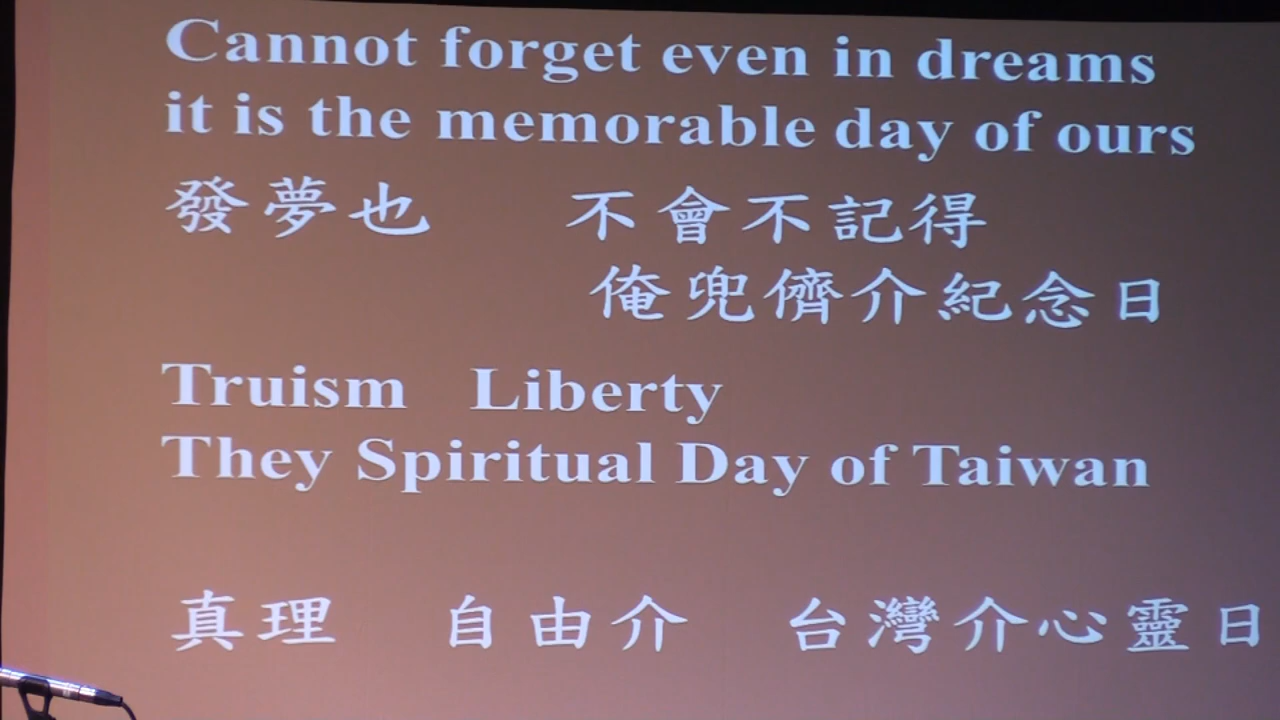 Cannot forget even in dreams
it is the memorable day of ours
發夢也 不會不記得
俺兜儕介紀念日
Truism Liberty
They Spiritual Day of Taiwan
真理 自由介 台灣介心靈日